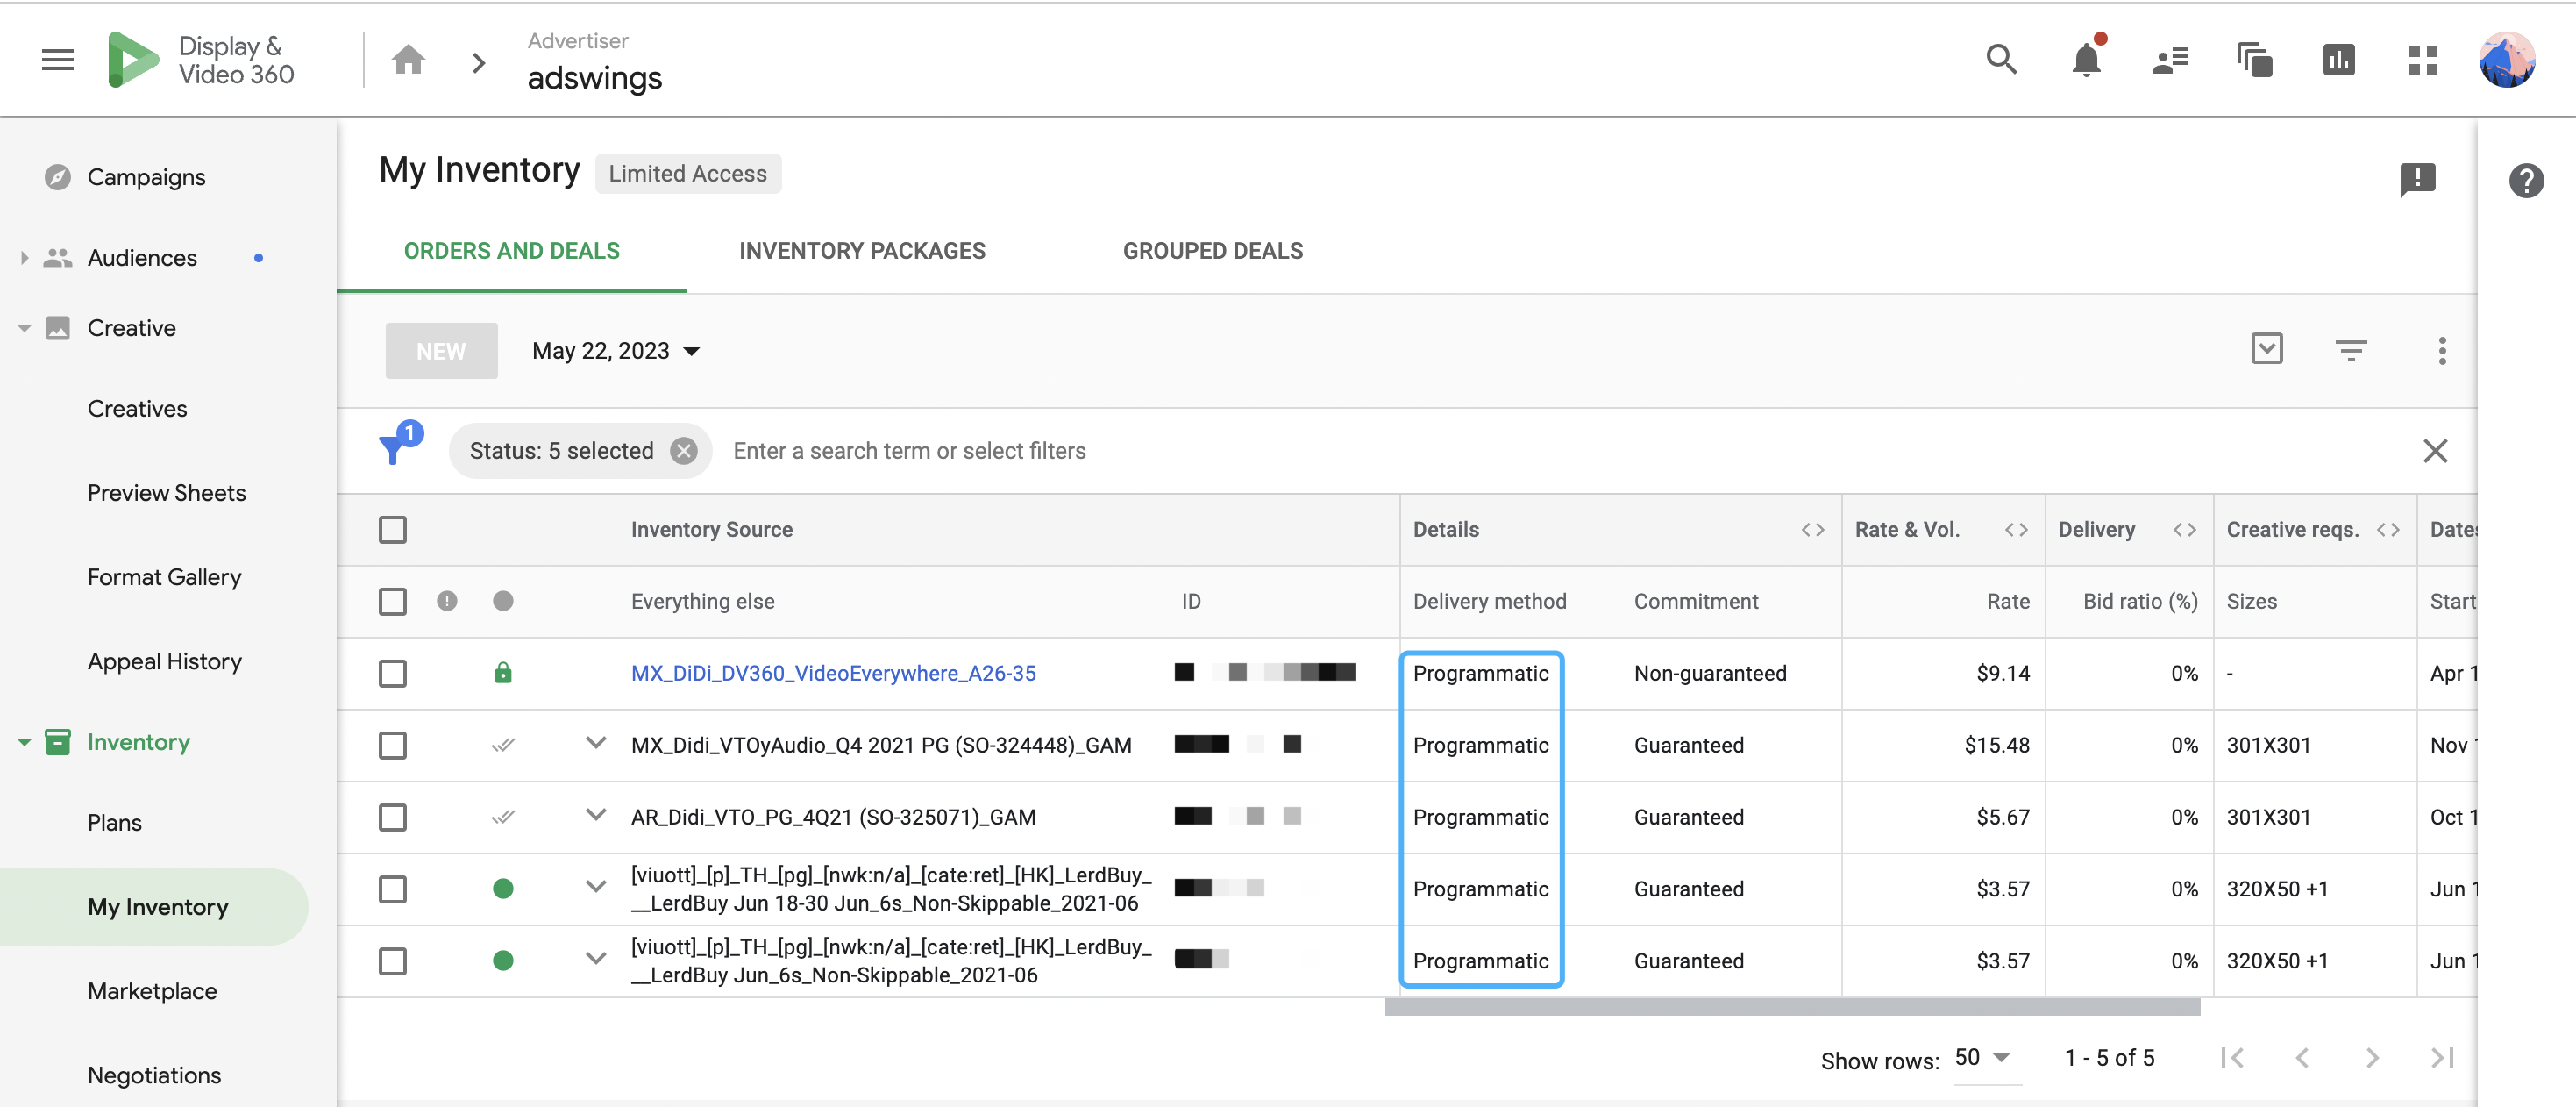 Display &
Video 360
Advertiser
adswings
Campaigns
Audiences
Creative
Creatives
Preview Sheets
Format Gallery
Appeal History
Inventory
Plans
My Inventory
Marketplace
Negotiations
My Inventory Limited Access
ORDERS AND DEALS INVENTORY PACKAGES GROUPED DEALS
NEW May 22, 2023
1
Status: 5 selected Enter a search term or select filters
Inventory Source Details Rate & Vol. Delivery Creative reqs. Dates
Everything else ID Delivery method Commitment Rate Bid ratio (%) Sizes Start
MX_DiDi_DV360_VideoEverywhere_A26-35 Programmatic Non-guaranteed $9.14 0% - Apr 1
MX_Didi_VTOyAudio_Q4 2021 PG (SO-324448)_GAM Programmatic Guaranteed $15.48 0% 301X301 Nov 1
AR_Didi_VTO_PG_4Q21 (SO-325071)_GAM Programmatic Guaranteed $5.67 0% 301X301 Oct 1
[viuott]_[p]_TH_[pg]_[nwk:n/a]_[cate:ret]_[HK]_LerdBuy_
__LerdBuy Jun 18-30 Jun_6s_Non-Skippable_2021-06 Programmatic Guaranteed $3.57 0% 320X50 +1 Jun 1
[viuott]_[p]_TH_[pg]_[nwk:n/a]_[cate:ret]_[HK]_LerdBuy_
__LerdBuy Jun_6s_Non-Skippable_2021-06 Programmatic Guaranteed $3.57 0% 320X50 +1 Jun 1
Show rows: 50 1 - 5 of 5